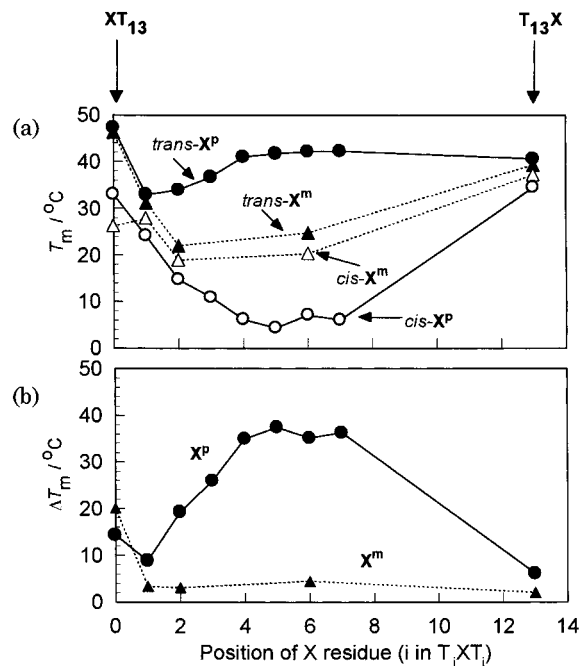 XT13 T13X
(a)
50
40
30
20
10
0
Tm / °C
trans-Xp
trans-Xm
cis-Xm
cis-Xp
(b)
50
40
30
20
10
0
ΔTm / °C
Xp
Xm
0 2 4 6 8 10 12 14
Position of X residue (i in TiXTj)